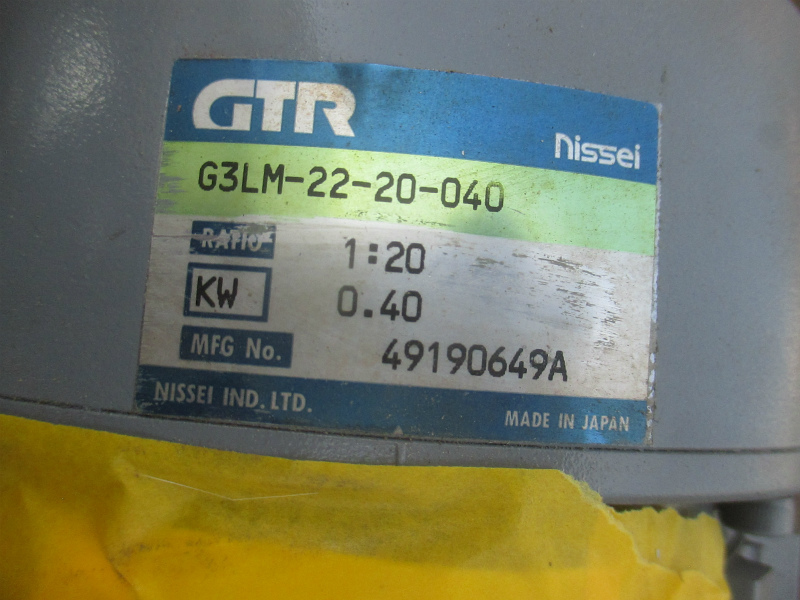 GTR
Nissei
G3LM-22-20-040
RATIO 1:20
KW 0.40
MFG No. 49190649A
NISSEI IND. LTD.
MADE IN JAPAN